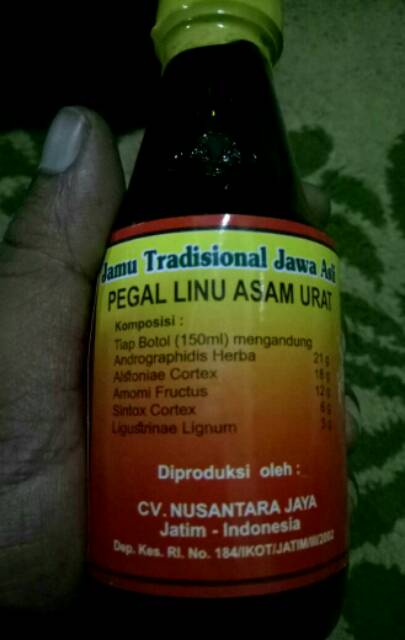 Jamu Tradisional Jawa Asli
PEGAL LINU ASAM URAT
Komposisi :
Tiap Botol (150ml) mengandung
Andrographidis Herba 21 g
Alstoniae Cortex 18 g
Amomi Fructus 12 g
Sintox Cortex 6 g
Ligustrinae Lignum 3 g
Diproduksi oleh :
CV. NUSANTARA JAYA
Jatim - Indonesia
Dep. Kes. RI. No. 184/IKOT/JATIM/III/2002